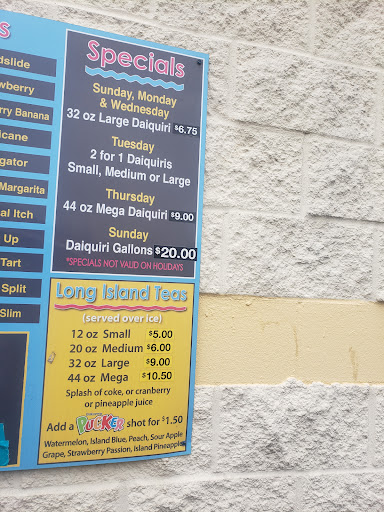 s
dslide
wberry
rry Banana
icane
gator
Margarita
al Itch
Up
Tart
Split
Slim
Specials
Sunday, Monday
& Wednesday
32 oz Large Daiquiri $6.75
Tuesday
2 for 1 Daiquiris
Small, Medium or Large
Thursday
44 oz Mega Daiquiri $9.00
Sunday
Daiquiri Gallons $20.00
*SPECIALS NOT VALID ON HOLIDAYS
Long Island Teas
(served over ice)
12 oz Small $5.00
20 oz Medium $6.00
32 oz Large $9.00
44 oz Mega $10.50
Splash of coke, or cranberry
or pineapple juice
Add a PUCKER shot for $1.50
Watermelon, Island Blue, Peach, Sour Apple
Grape, Strawberry Passion, Island Pineapple